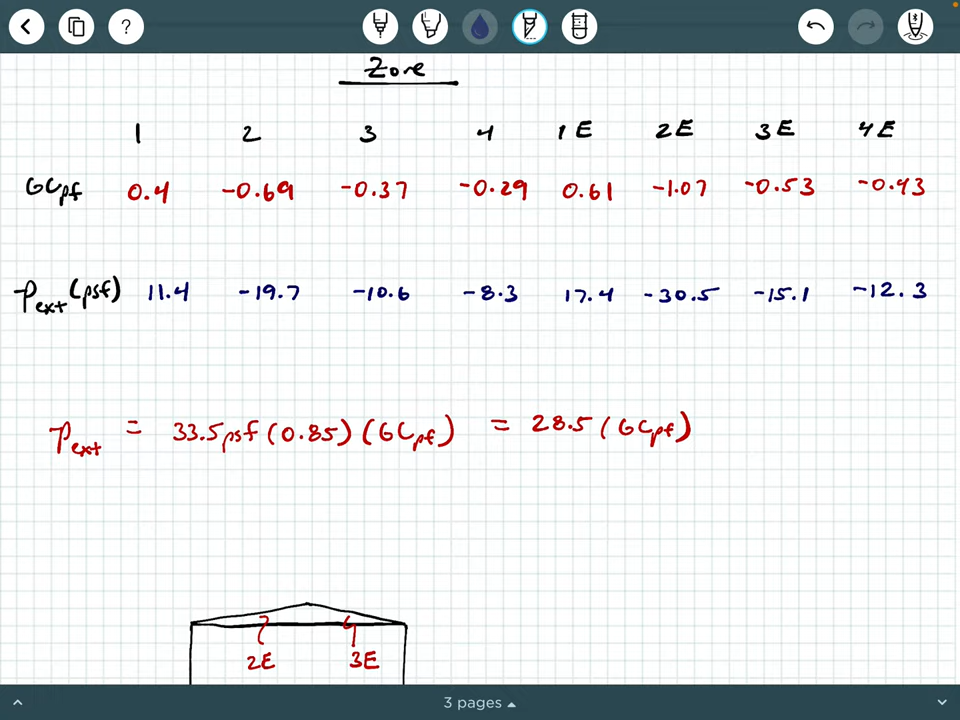 ?
Zone
1 2 3 4 1E 2E 3E 4E
GCpf 0.4 -0.69 -0.37 -0.29 0.61 -1.07 -0.53 -0.43
Pext (psf) 11.4 -19.7 -10.6 -8.3 17.4 -30.5 -15.1 -12.3
Pext = 33.5psf (0.85) (GCpf) = 28.5 (GCpf)
2E 3E
3 pages